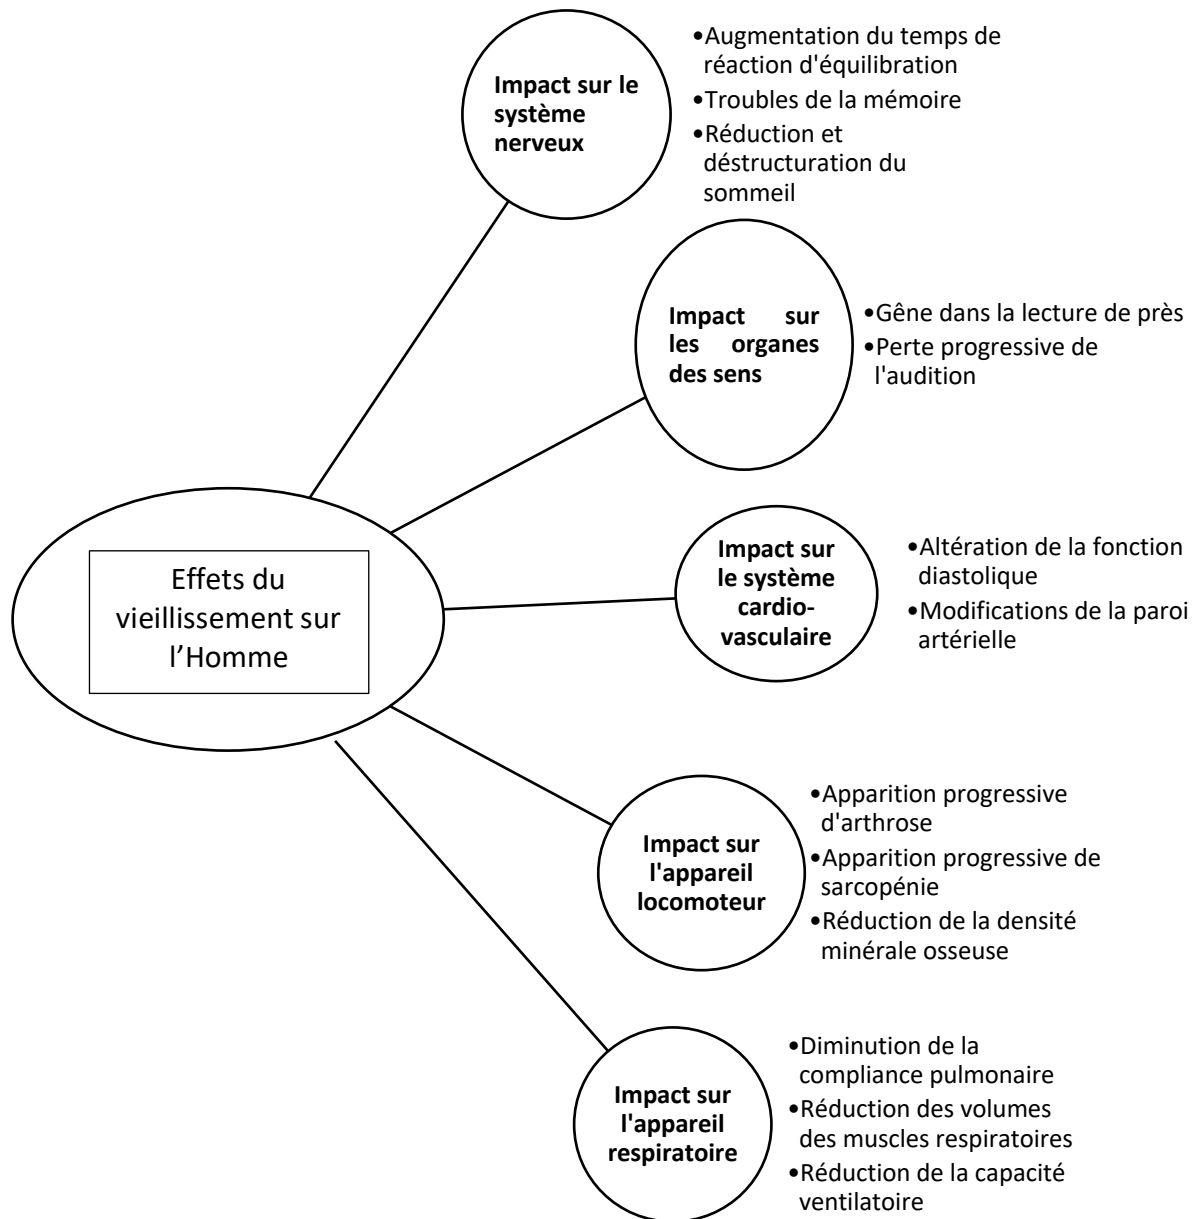 Impact sur le
système
nerveux
•Augmentation du temps de
réaction d'équilibration
•Troubles de la mémoire
•Réduction et
déstructuration du
sommeil
Impact sur
les organes
des sens
•Gêne dans la lecture de près
•Perte progressive de
l'audition
Effets du
vieillissement sur
l’Homme
Impact sur
le système
cardio-
vasculaire
•Altération de la fonction
diastolique
•Modifications de la paroi
artérielle
Impact sur
l'appareil
locomoteur
•Apparition progressive
d'arthrose
•Apparition progressive de
sarcopénie
•Réduction de la densité
minérale osseuse
Impact sur
l'appareil
respiratoire
•Diminution de la
compliance pulmonaire
•Réduction des volumes
des muscles respiratoires
•Réduction de la capacité
ventilatoire